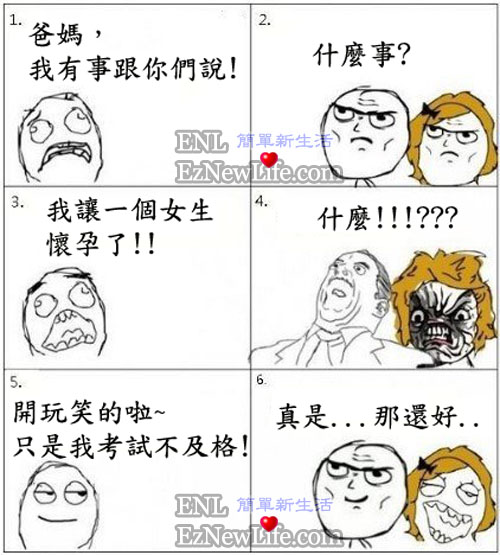 1.
爸媽，
我有事跟你們說!
2.
什麼事?
ENL 簡單新生活
EzNewLife.com
3.
我讓一個女生
懷孕了!!
4.
什麼!!!???
5.
開玩笑的啦~
只是我考試不及格!
6.
真是...那還好..
ENL 簡單新生活
EzNewLife.com